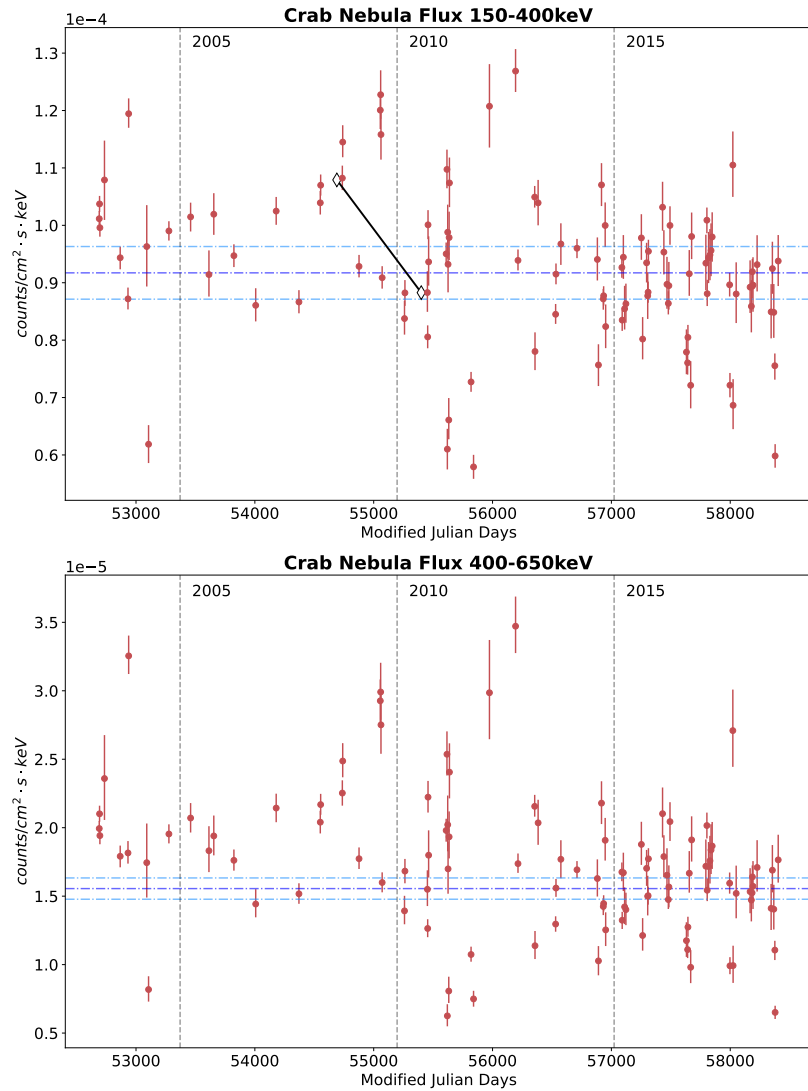 Crab Nebula Flux 150-400keV
1e−4
2005 2010 2015
1.3
1.2
1.1
1.0
0.9
0.8
0.7
0.6
counts/cm² · s · keV
53000 54000 55000 56000 57000 58000
Modified Julian Days
Crab Nebula Flux 400-650keV
1e−5
2005 2010 2015
3.5
3.0
2.5
2.0
1.5
1.0
0.5
counts/cm² · s · keV
53000 54000 55000 56000 57000 58000
Modified Julian Days